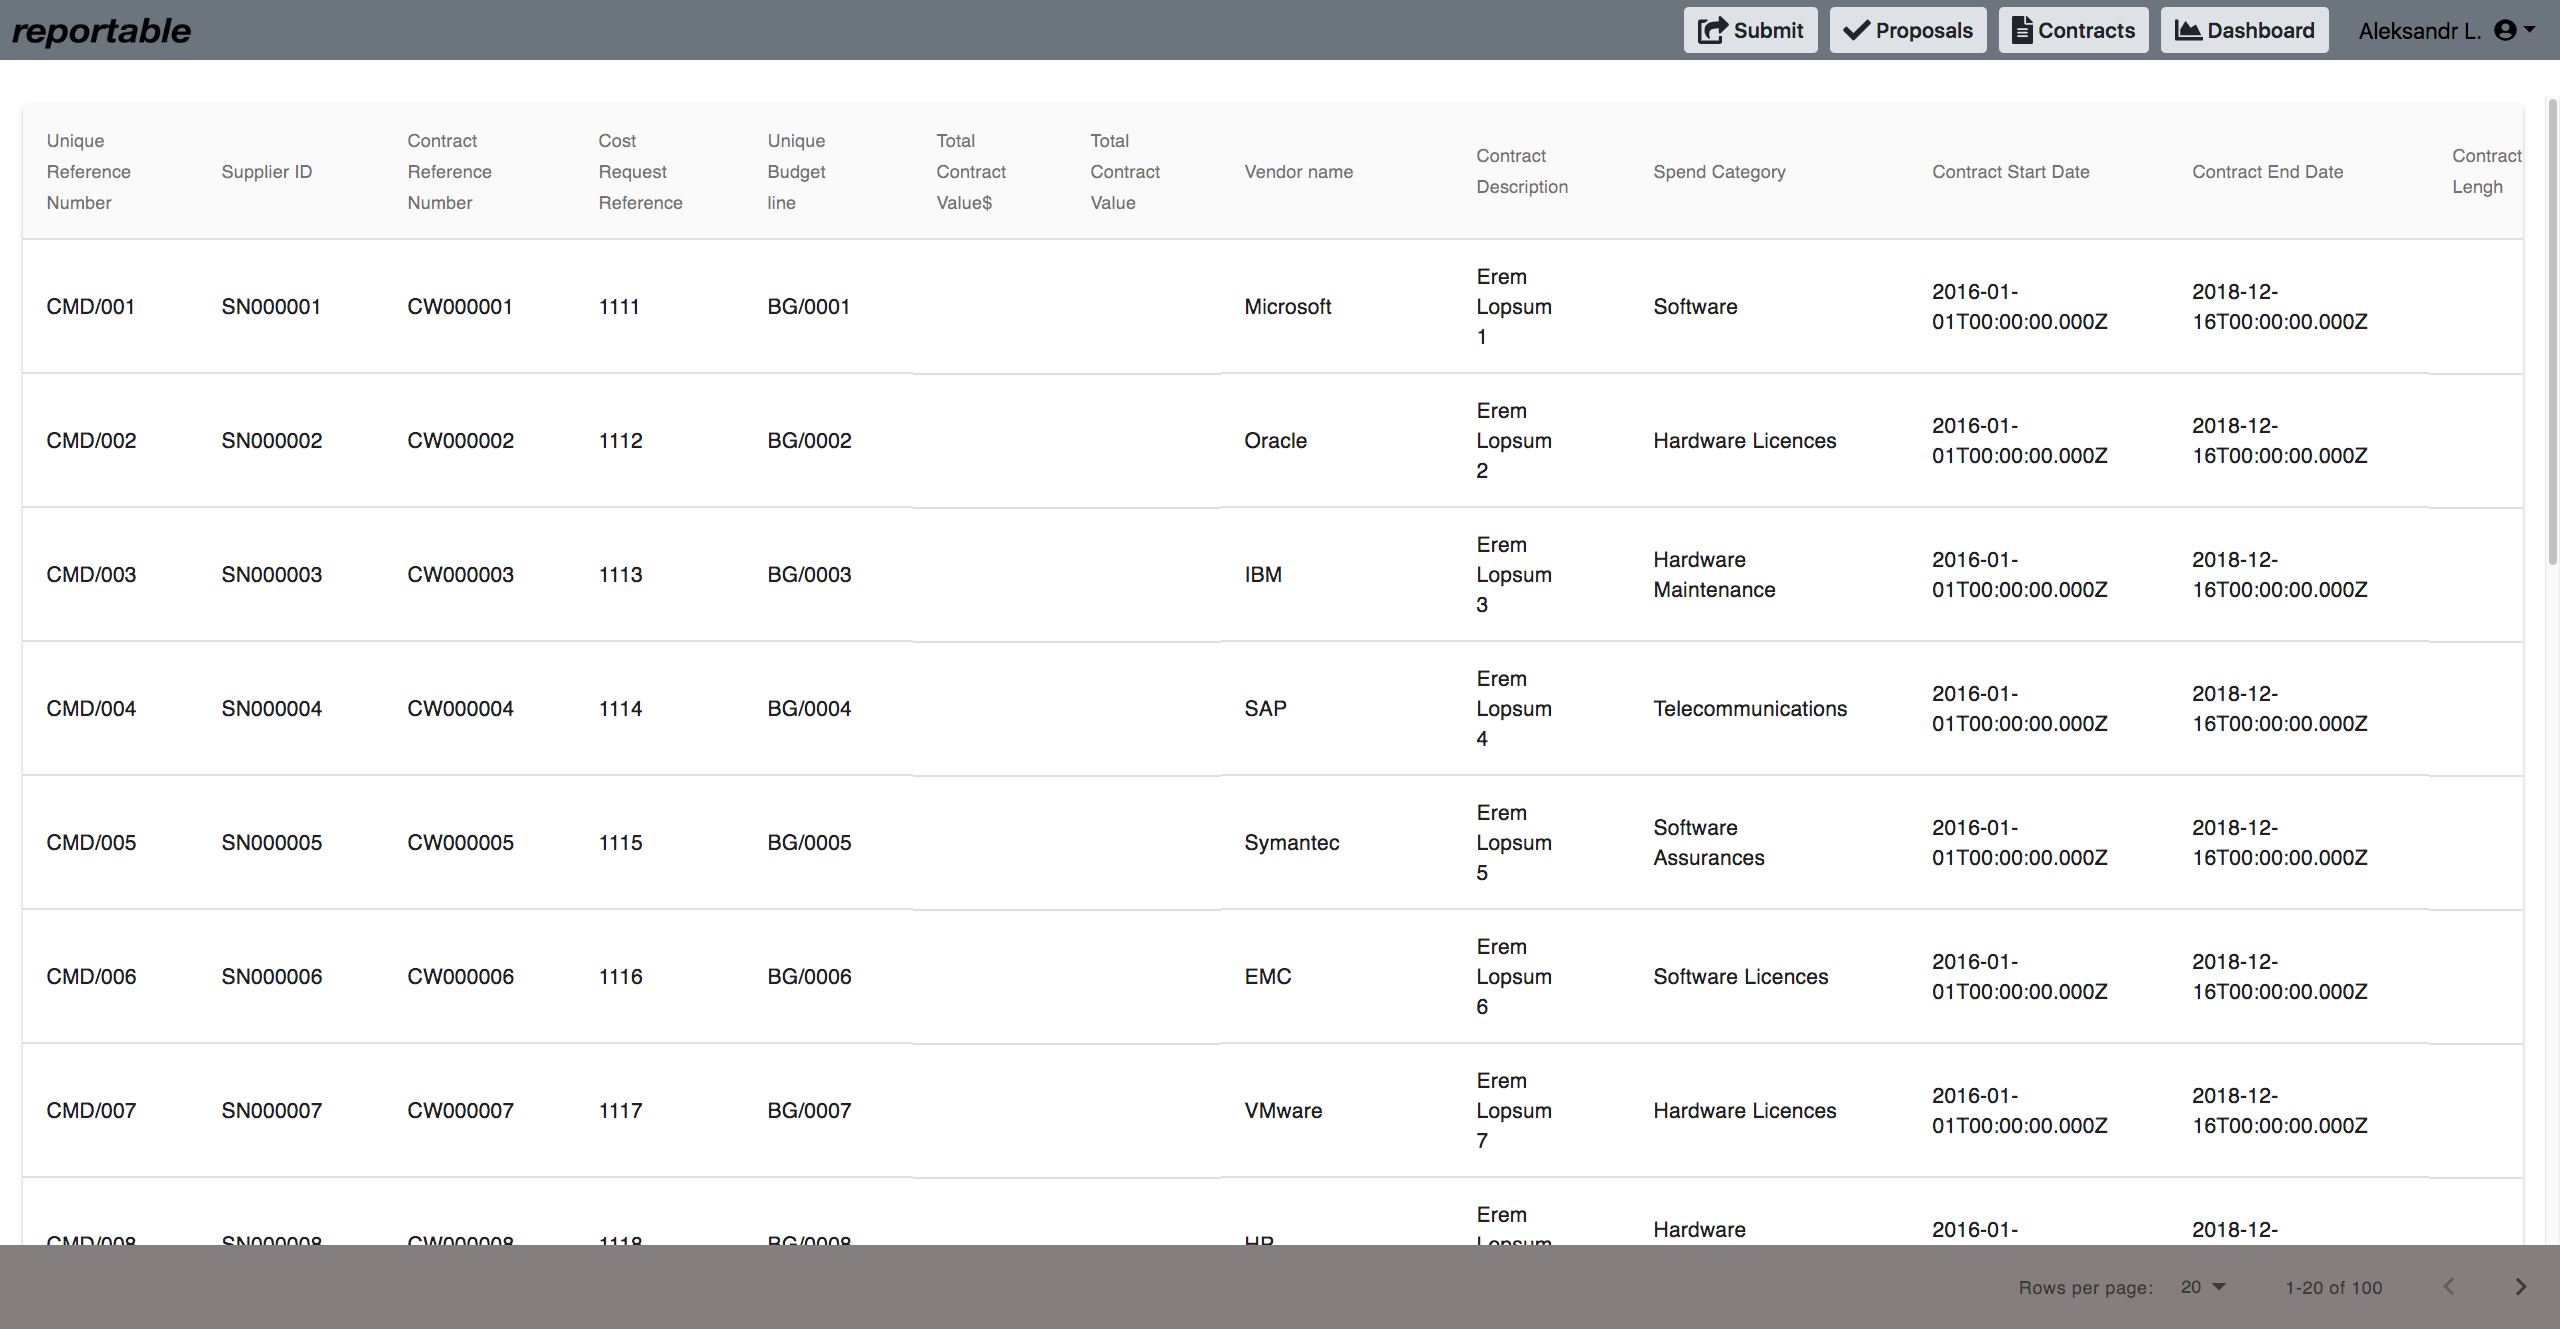 reportable
Submit
Proposals
Contracts
Dashboard
Aleksandr L.
Unique
Reference
Number
Supplier ID
Contract
Reference
Number
Cost
Request
Reference
Unique
Budget
line
Total
Contract
Value$
Total
Contract
Value
Vendor name
Contract
Description
Spend Category
Contract Start Date
Contract End Date
Contract
Lengh
CMD/001
SN000001
CW000001
1111
BG/0001
Microsoft
Erem
Lopsum
1
Software
2016-01-
01T00:00:00.000Z
2018-12-
16T00:00:00.000Z
CMD/002
SN000002
CW000002
1112
BG/0002
Oracle
Erem
Lopsum
2
Hardware Licences
2016-01-
01T00:00:00.000Z
2018-12-
16T00:00:00.000Z
CMD/003
SN000003
CW000003
1113
BG/0003
IBM
Erem
Lopsum
3
Hardware
Maintenance
2016-01-
01T00:00:00.000Z
2018-12-
16T00:00:00.000Z
CMD/004
SN000004
CW000004
1114
BG/0004
SAP
Erem
Lopsum
4
Telecommunications
2016-01-
01T00:00:00.000Z
2018-12-
16T00:00:00.000Z
CMD/005
SN000005
CW000005
1115
BG/0005
Symantec
Erem
Lopsum
5
Software
Assurances
2016-01-
01T00:00:00.000Z
2018-12-
16T00:00:00.000Z
CMD/006
SN000006
CW000006
1116
BG/0006
EMC
Erem
Lopsum
6
Software Licences
2016-01-
01T00:00:00.000Z
2018-12-
16T00:00:00.000Z
CMD/007
SN000007
CW000007
1117
BG/0007
VMware
Erem
Lopsum
7
Hardware Licences
2016-01-
01T00:00:00.000Z
2018-12-
16T00:00:00.000Z
CMD/008
SN000008
CW000008
1118
BG/0008
HP
Erem
Lopsum
Hardware
2016-01-
2018-12-
Rows per page:
20
1-20 of 100